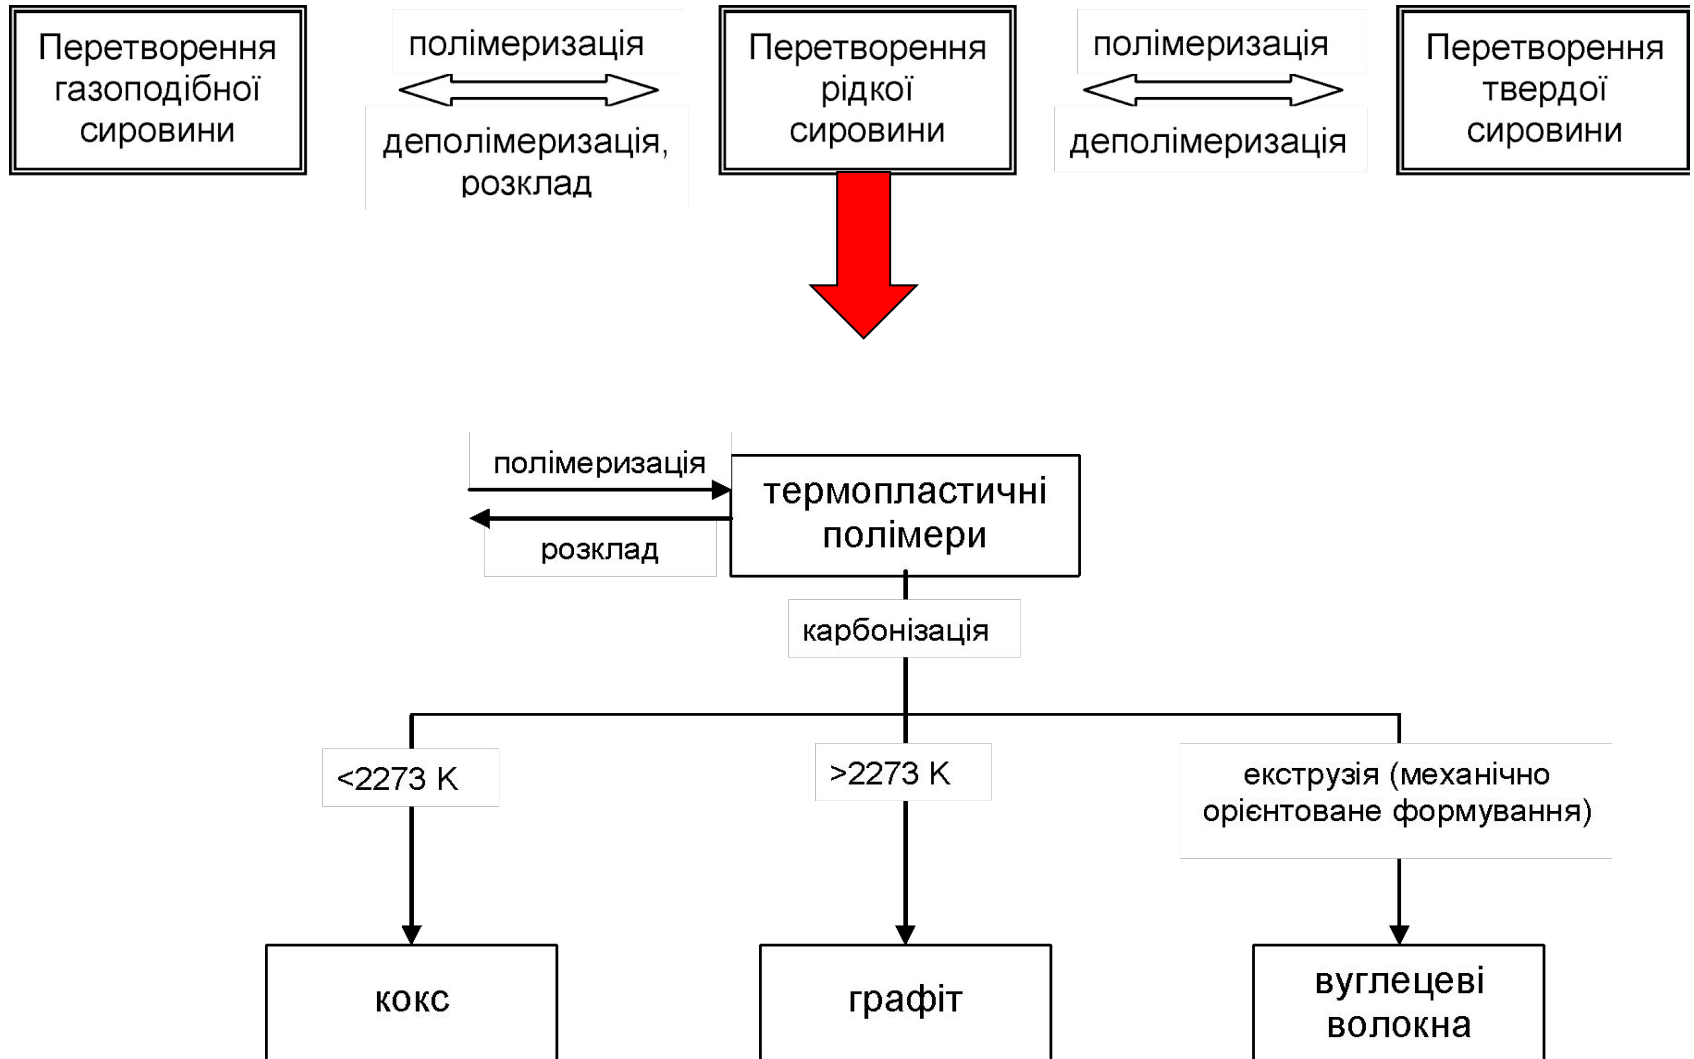 Перетворення
газоподібної
сировини
полімеризація
деполімеризація,
розклад
Перетворення
рідкої
сировини
полімеризація
деполімеризація
Перетворення
твердої
сировини
полімеризація
розклад
термопластичні
полімери
карбонізація
<2273 K
>2273 K
екструзія (механічно
орієнтоване формування)
кокс
графіт
вуглецеві
волокна